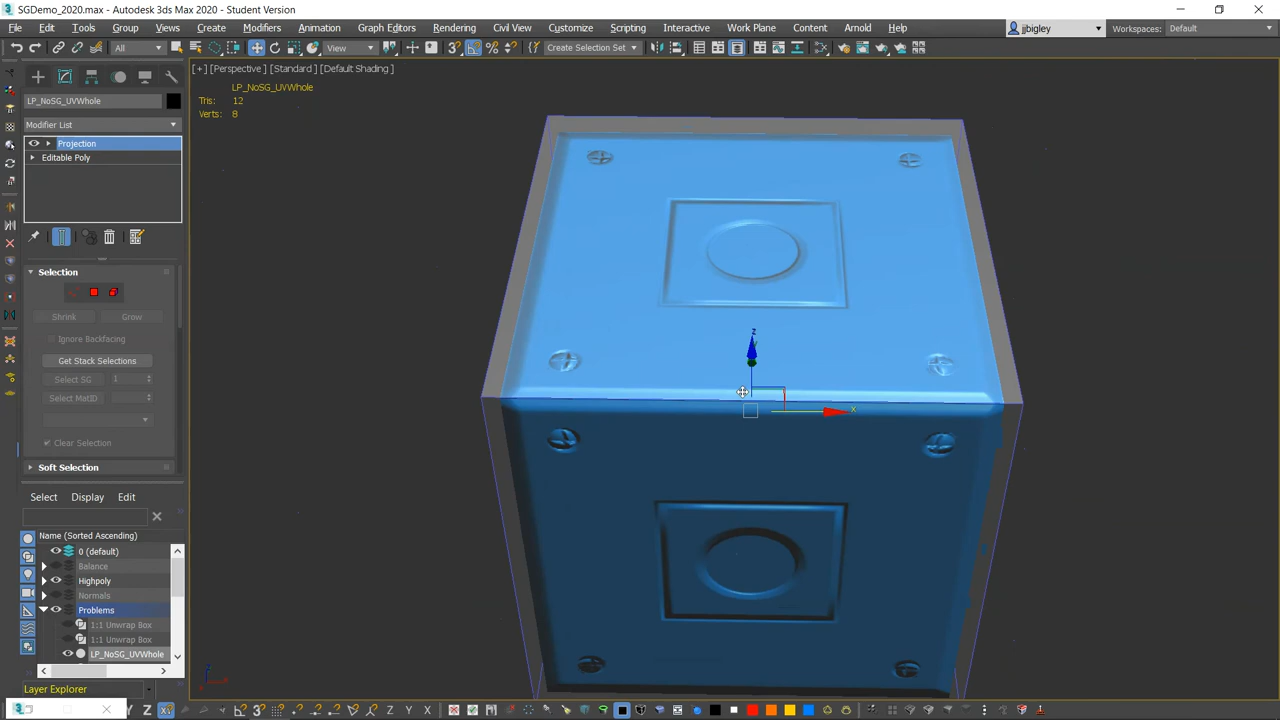 SGDemo_2020.max - Autodesk 3ds Max 2020 - Student Version
File Edit Tools Group Views Create Modifiers Animation Graph Editors Rendering Civil View Customize Scripting Interactive Work Plane Content Arnold Help jjbigley Workspaces: Default
All View Create Selection Set
[+] [Perspective ] [Standard ] [Default Shading ]
LP_NoSG_UVWhole
Tris: 12
Verts: 8
LP_NoSG_UVWhole
Modifier List
Projection
Editable Poly
Selection
Shrink Grow
Ignore Backfacing
Get Stack Selections
Select SG 1
Select MatID
Clear Selection
Soft Selection
Select Display Edit
Name (Sorted Ascending)
0 (default)
Balance
Highpoly
Normals
Problems
1:1 Unwrap Box
1:1 Unwrap Box
LP_NoSG_UVWhole
Layer Explorer
z
x